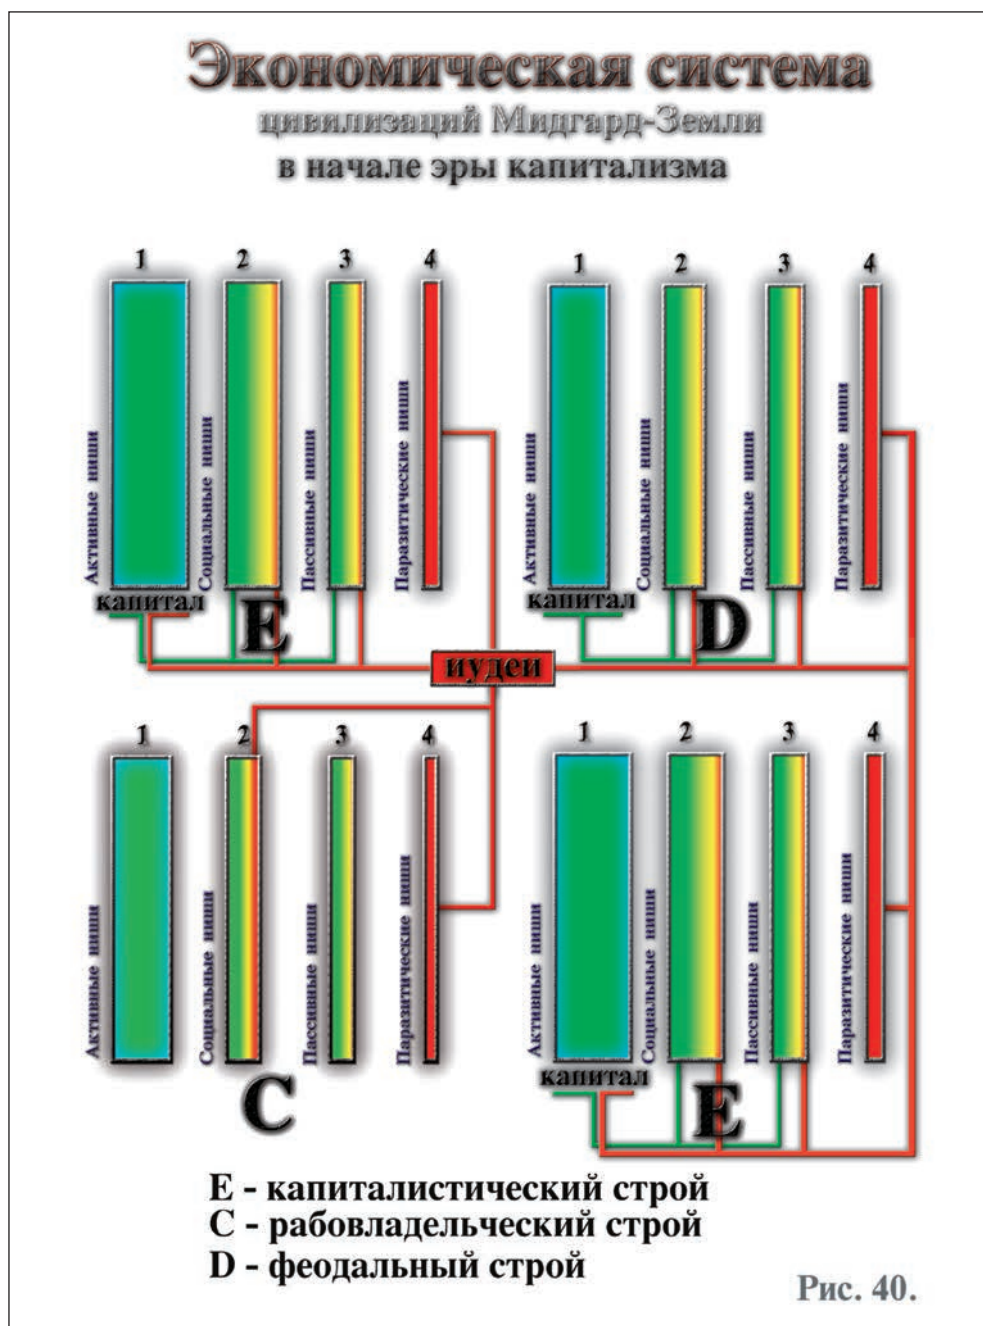 Экономическая система
цивилизаций Мидгард-Земли
в начале эры капитализма
1 2 3 4
Активные ниши
Социальные ниши
Пассивные ниши
Паразитические ниши
капитал
E
1 2 3 4
Активные ниши
Социальные ниши
Пассивные ниши
Паразитические ниши
капитал
D
иудеи
1 2 3 4
Активные ниши
Социальные ниши
Пассивные ниши
Паразитические ниши
C
1 2 3 4
Активные ниши
Социальные ниши
Пассивные ниши
Паразитические ниши
капитал
E
E - капиталистический строй
C - рабовладельческий строй
D - феодальный строй
Рис. 40.